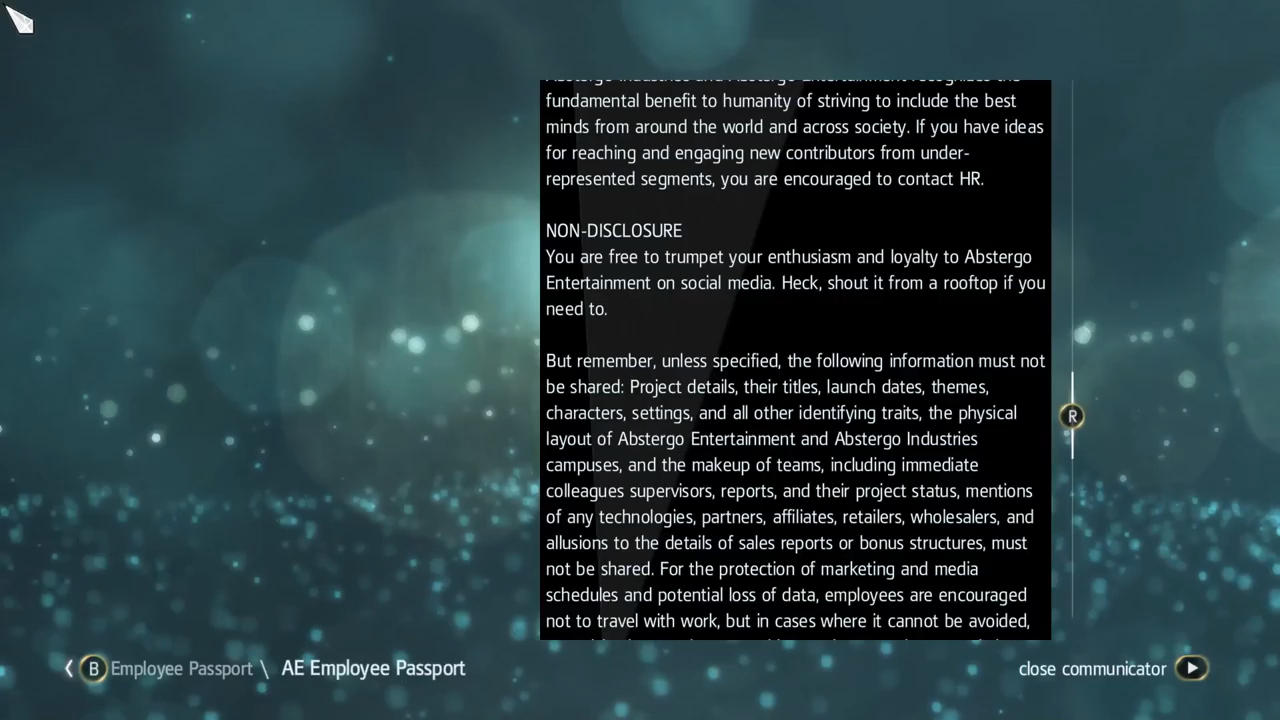 Abstergo Industries and Abstergo Entertainment recognizes the
fundamental benefit to humanity of striving to include the best
minds from around the world and across society. If you have ideas
for reaching and engaging new contributors from under-
represented segments, you are encouraged to contact HR.
NON-DISCLOSURE
You are free to trumpet your enthusiasm and loyalty to Abstergo
Entertainment on social media. Heck, shout it from a rooftop if you
need to.
But remember, unless specified, the following information must not
be shared: Project details, their titles, launch dates, themes,
characters, settings, and all other identifying traits, the physical
layout of Abstergo Entertainment and Abstergo Industries
campuses, and the makeup of teams, including immediate
colleagues supervisors, reports, and their project status, mentions
of any technologies, partners, affiliates, retailers, wholesalers, and
allusions to the details of sales reports or bonus structures, must
not be shared. For the protection of marketing and media
schedules and potential loss of data, employees are encouraged
not to travel with work, but in cases where it cannot be avoided,
R
B Employee Passport \ AE Employee Passport
close communicator